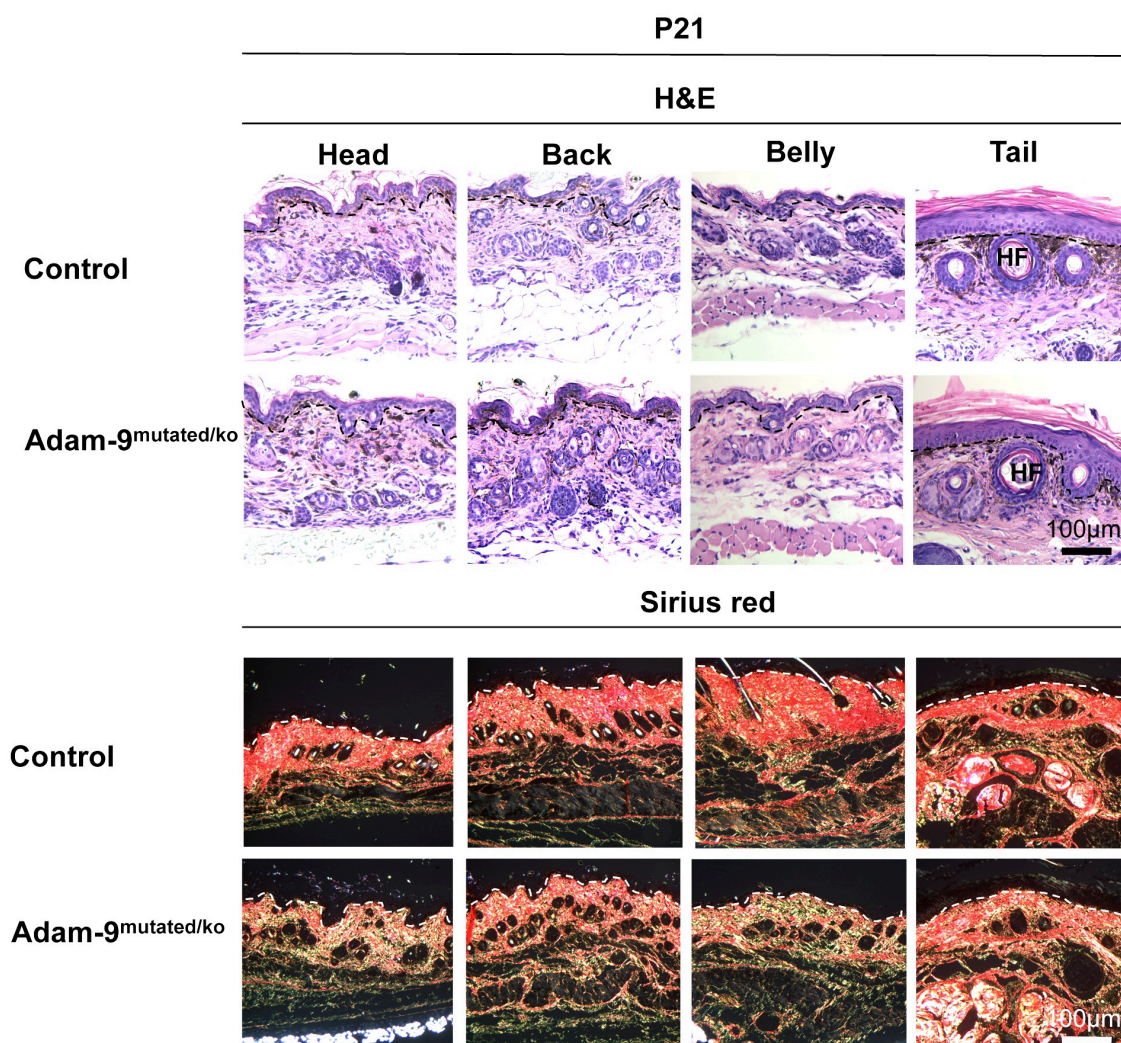 P21
H&E
Head Back Belly Tail
Control
HF
Adam-9mutated/ko
HF
100µm
Sirius red
Control
Adam-9mutated/ko
100µm